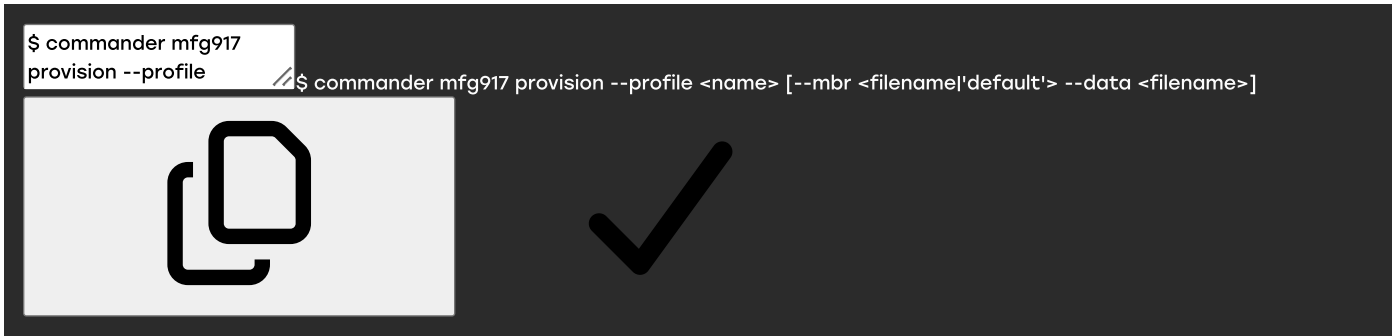 $ commander mfg917
provision --profile
$ commander mfg917 provision --profile <name> [--mbr <filename|'default'> --data <filename>]